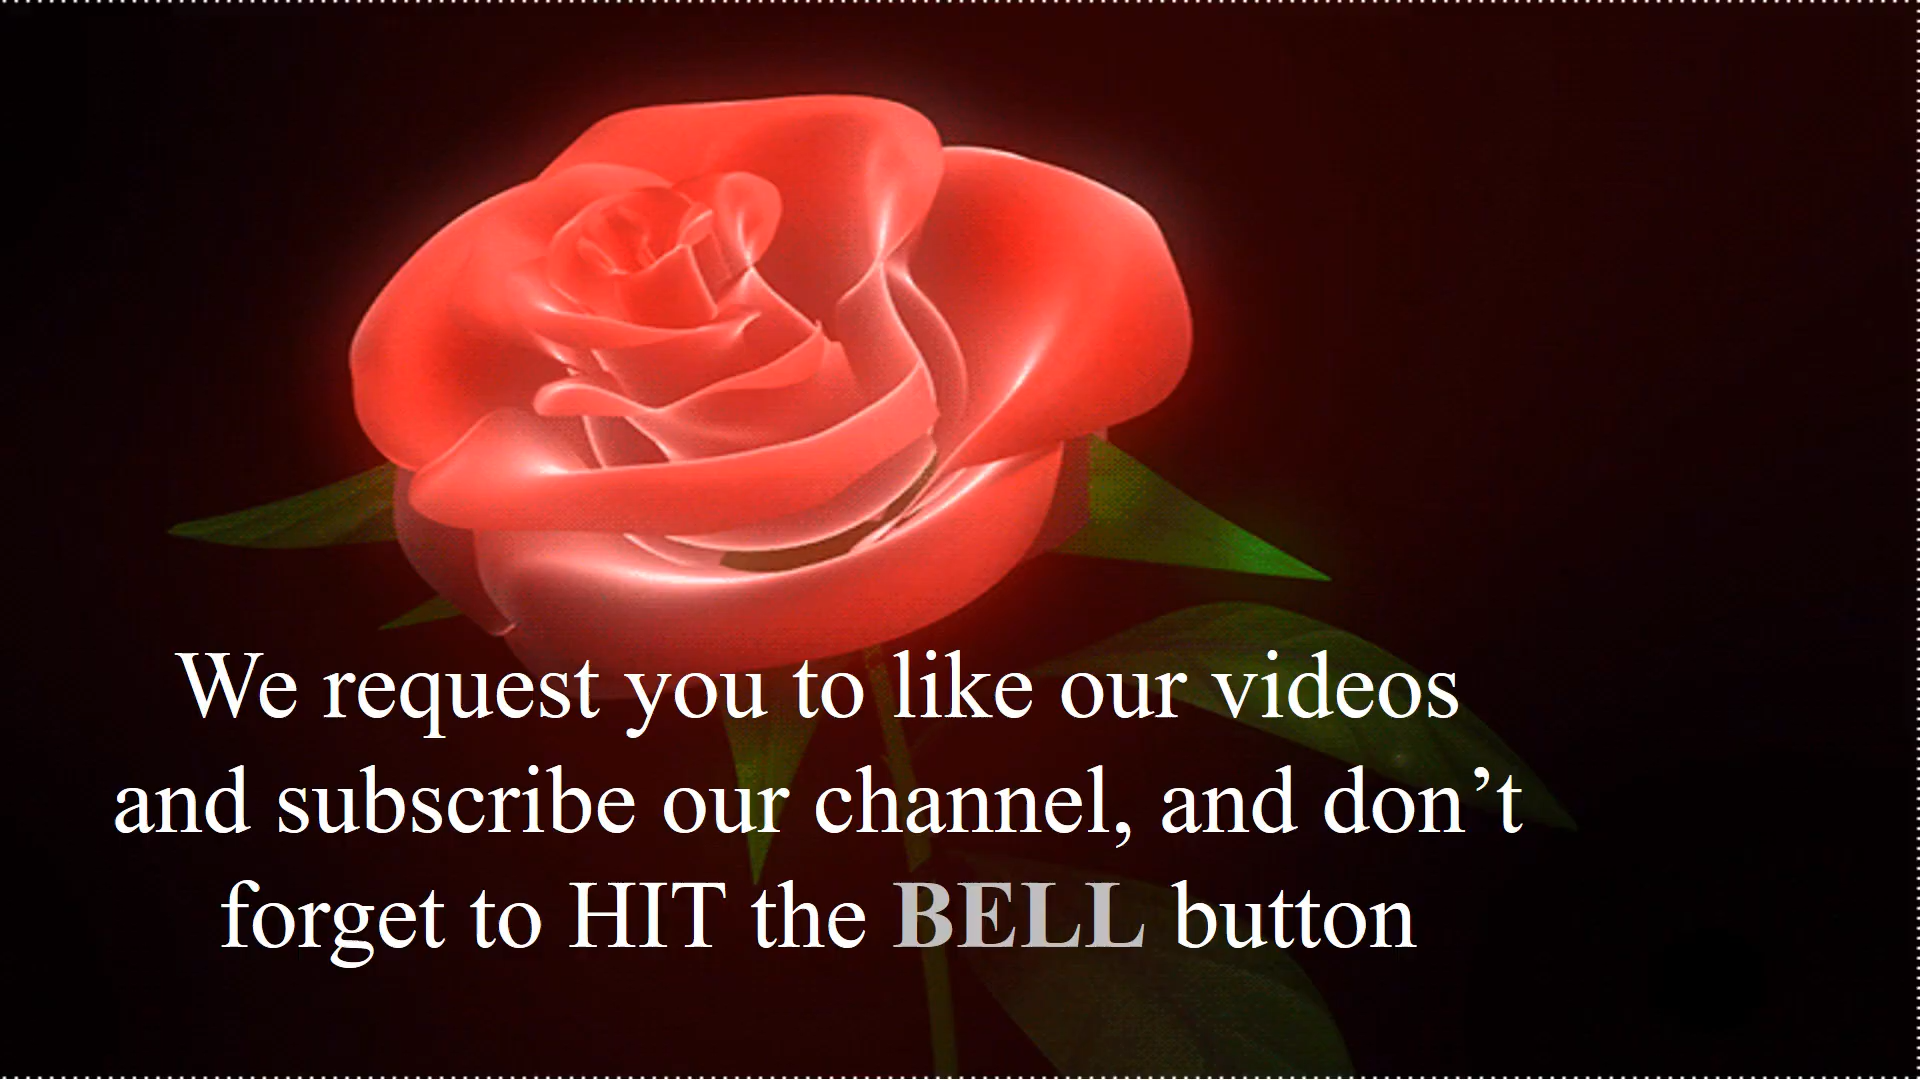 We request you to like our videos
and subscribe our channel, and don’t
forget to HIT the BELL button